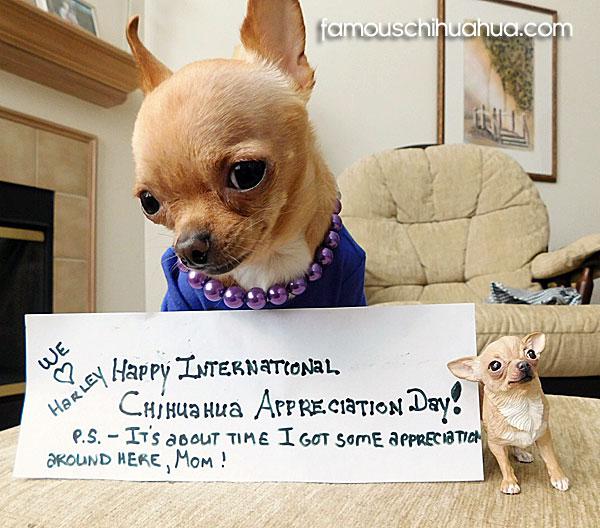 famouschihuahua.com
WE
♡
HARLEY
HAPPY INTERNATIONAL
CHIHUAHUA APPRECIATION DAY!
P.S. - IT'S ABOUT TIME I GOT SOME APPRECIATION
AROUND HERE, MOM!